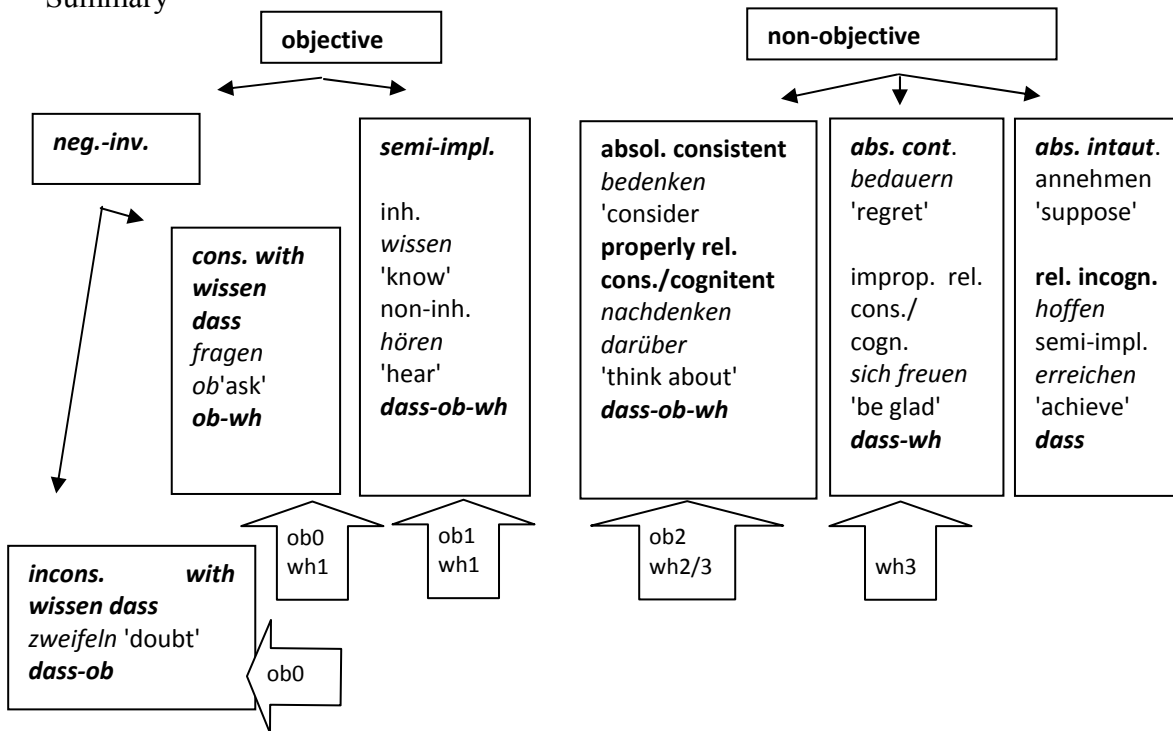 Summary
objective
non-objective
neg.-inv.
cons. with
wissen
dass
fragen
ob'ask'
ob-wh
semi-impl.
inh.
wissen
'know'
non-inh.
hören
'hear'
dass-ob-wh
absol. consistent
bedenken
'consider
properly rel.
cons./cognitent
nachdenken
darüber
'think about'
dass-ob-wh
abs. cont.
bedauern
'regret'
improp. rel.
cons./
cogn.
sich freuen
'be glad'
dass-wh
abs. intaut.
annehmen
'suppose'
rel. incogn.
hoffen
semi-impl.
erreichen
'achieve'
dass
ob0
wh1
ob1
wh1
ob2
wh2/3
wh3
incons. with
wissen dass
zweifeln 'doubt'
dass-ob
ob0